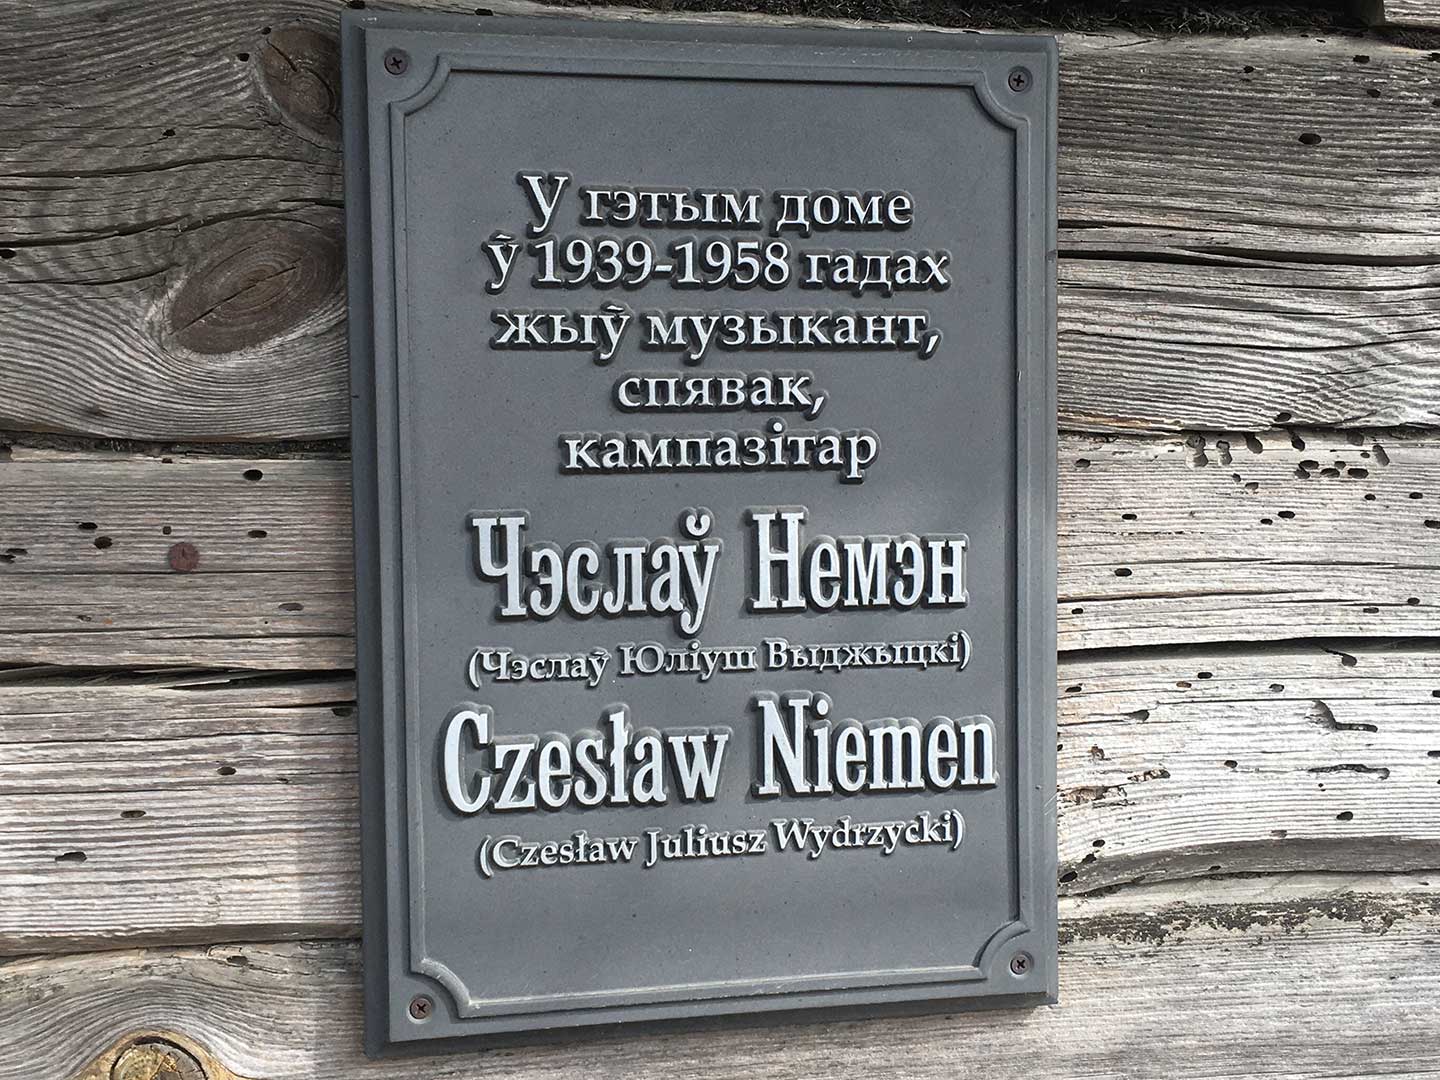 У гэтым доме
ў 1939-1958 гадах
жыў музыкант,
спявак,
кампазітар
Чэслаў Немэн
(Чэслаў Юліуш Выджыцкі)
Czesław Niemen
(Czesław Juliusz Wydrzycki)